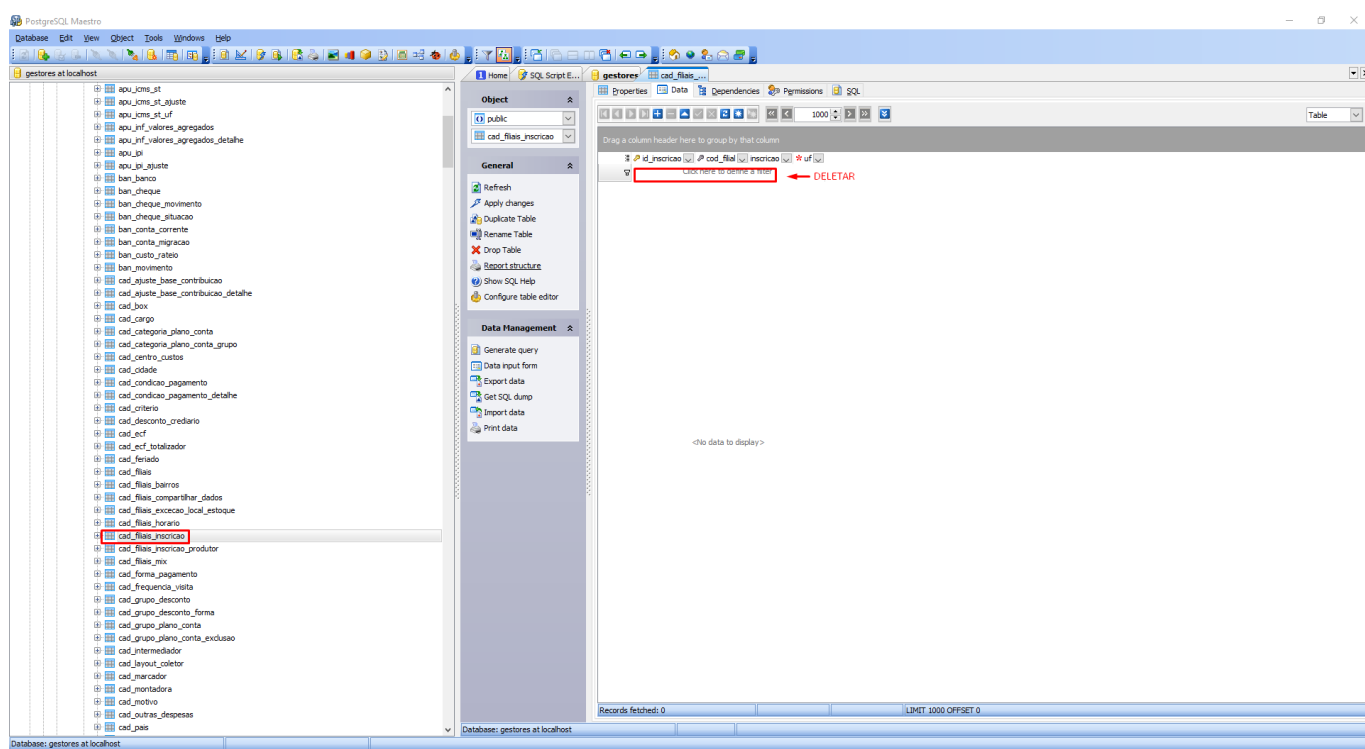 PostgreSQL Maestro
Database Edit View Object Tools Windows Help
gestores at localhost
apu_icms_st
apu_icms_st_ajuste
apu_icms_st_uf
apu_inf_valores_agregados
apu_inf_valores_agregados_detalhe
apu_ipi
apu_ipi_ajuste
ban_banco
ban_cheque
ban_cheque_movimento
ban_cheque_situacao
ban_conta_corrente
ban_conta_migracao
ban_custo_rateio
ban_movimento
cad_ajuste_base_contribuicao
cad_ajuste_base_contribuicao_detalhe
cad_box
cad_cargo
cad_categoria_plano_conta
cad_categoria_plano_conta_grupo
cad_centro_custos
cad_cidade
cad_condicao_pagamento
cad_condicao_pagamento_detalhe
cad_criterio
cad_desconto_crediario
cad_ecf
cad_ecf_totalizador
cad_feriado
cad_filiais
cad_filiais_bairros
cad_filiais_compartilhar_dados
cad_filiais_excecao_local_estoque
cad_filiais_horario
cad_filiais_inscricao
cad_filiais_inscricao_produtor
cad_filiais_mix
cad_forma_pagamento
cad_frequencia_visita
cad_grupo_desconto
cad_grupo_desconto_forma
cad_grupo_plano_conta
cad_grupo_plano_conta_exclusao
cad_intermediador
cad_layout_coletor
cad_marcador
cad_montadora
cad_motivo
cad_outras_despesas
cad_pais
Database: gestores at localhost
1 Home SQL Script E... gestores cad_filiais_...
Object
public
cad_filiais_inscricao
General
Refresh
Apply changes
Duplicate Table
Rename Table
Drop Table
Report structure
Show SQL Help
Configure table editor
Data Management
Generate query
Data input form
Export data
Get SQL dump
Import data
Print data
Properties Data Dependencies Permissions SQL
1000 Table
Drag a column header here to group by that column
id_inscricao cod_filial inscricao * uf
Click here to define a filter
DELETAR
<No data to display>
Records fetched: 0 LIMIT 1000 OFFSET 0
Database: gestores at localhost